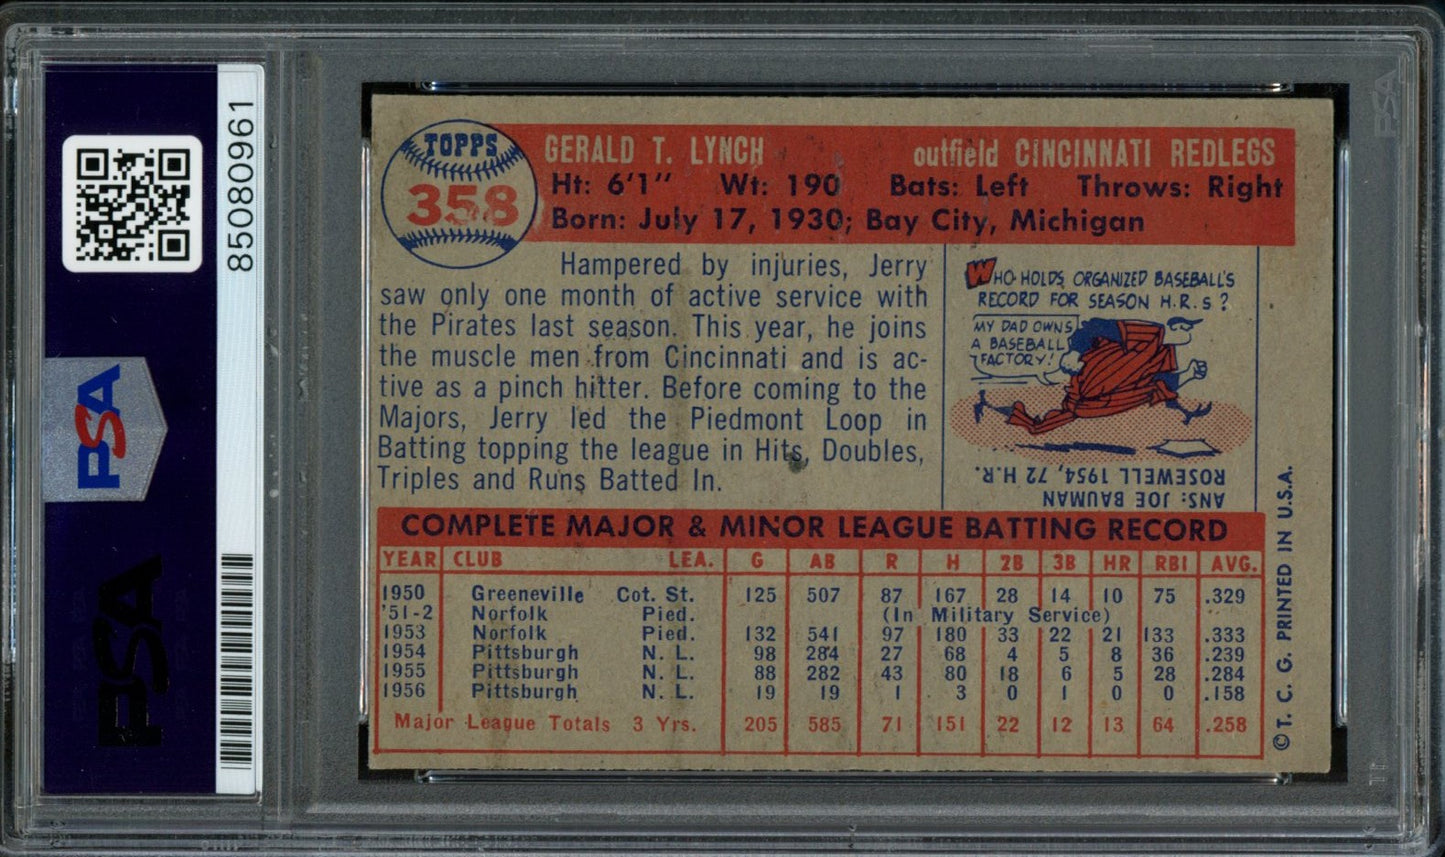 PSA
85080961
PSA
PSA
TOPPS
358
GERALD T. LYNCH outfield CINCINNATI REDLEGS
Ht: 6'1" Wt: 190 Bats: Left Throws: Right
Born: July 17, 1930; Bay City, Michigan
Hampered by injuries, Jerry
saw only one month of active service with
the Pirates last season. This year, he joins
the muscle men from Cincinnati and is ac-
tive as a pinch hitter. Before coming to the
Majors, Jerry led the Piedmont Loop in
Batting topping the league in Hits, Doubles,
Triples and Runs Batted In.
WHO HOLDS ORGANIZED BASEBALL'S
RECORD FOR SEASON H.R.s ?
MY DAD OWNS
A BASEBALL
FACTORY!
ANS: JOE BAUMAN
ROSEWELL 1954, 72 H.R.
COMPLETE MAJOR & MINOR LEAGUE BATTING RECORD
YEAR CLUB LEA. G AB R H 2B 3B HR RBI AVG.
1950 Greeneville Cot. St. 125 507 87 167 28 14 10 75 .329
'51-2 Norfolk Pied. (In Military Service)
1953 Norfolk Pied. 132 541 97 180 33 22 21 133 .333
1954 Pittsburgh N. L. 98 284 27 68 4 5 8 36 .239
1955 Pittsburgh N. L. 88 282 43 80 18 6 5 28 .284
1956 Pittsburgh N. L. 19 19 1 3 0 1 0 0 .158
Major League Totals 3 Yrs. 205 585 71 151 22 12 13 64 .258
© T. C. G. PRINTED IN U.S.A.